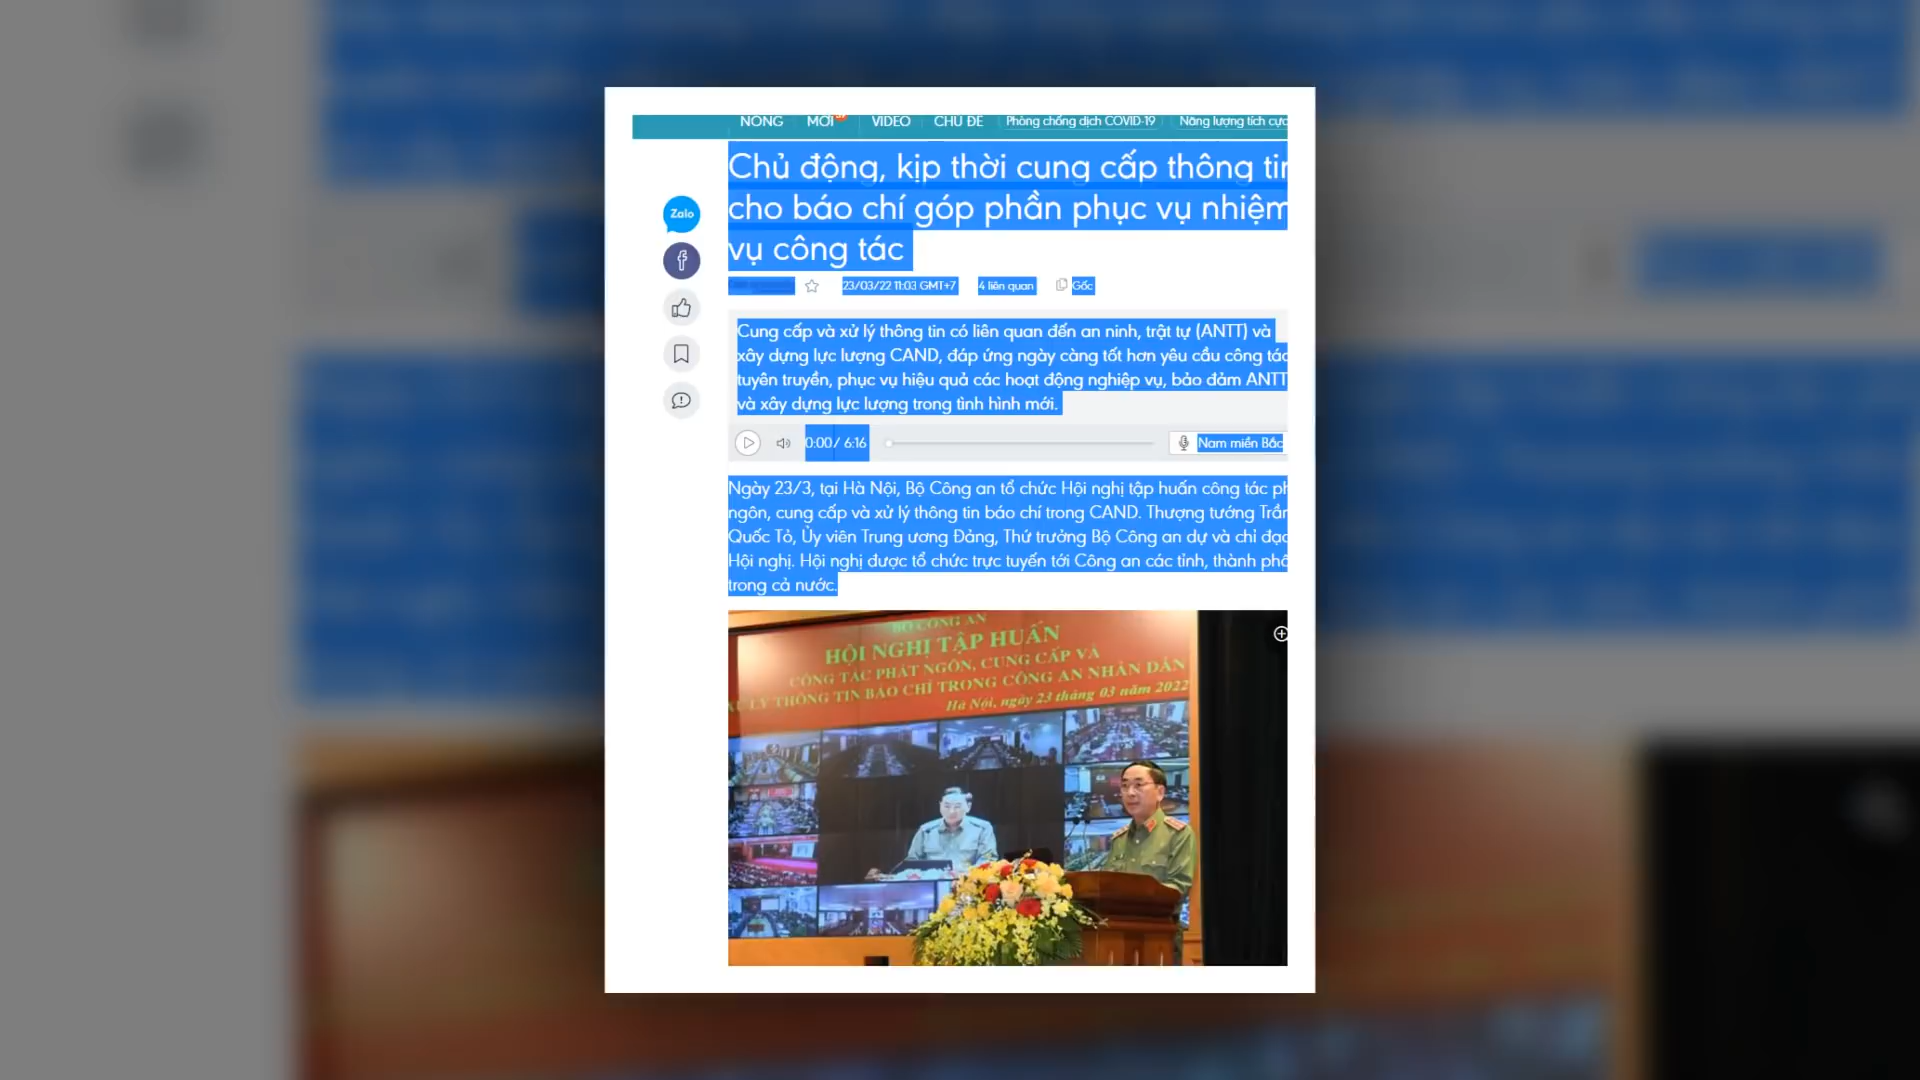 NÓNG MỚI VIDEO CHỦ ĐỀ Phòng chống dịch COVID-19 Năng lượng tích cực
Chủ động, kịp thời cung cấp thông tin
cho báo chí góp phần phục vụ nhiệm
vụ công tác
Zalo
23/03/22 11:03 GMT+7 4 liên quan Gốc
Cung cấp và xử lý thông tin có liên quan đến an ninh, trật tự (ANTT) và
xây dựng lực lượng CAND, đáp ứng ngày càng tốt hơn yêu cầu công tác
tuyên truyền, phục vụ hiệu quả các hoạt động nghiệp vụ, bảo đảm ANTT
và xây dựng lực lượng trong tình hình mới.
0:00 / 6:16 Nam miền Bắc
Ngày 23/3, tại Hà Nội, Bộ Công an tổ chức Hội nghị tập huấn công tác ph
ngôn, cung cấp và xử lý thông tin báo chí trong CAND. Thượng tướng Trần
Quốc Tỏ, Ủy viên Trung ương Đảng, Thứ trưởng Bộ Công an dự và chỉ đạo
Hội nghị. Hội nghị được tổ chức trực tuyến tới Công an các tỉnh, thành phố
trong cả nước.
BỘ CÔNG AN
HỘI NGHỊ TẬP HUẤN
CÔNG TÁC PHÁT NGÔN, CUNG CẤP VÀ
XỬ LÝ THÔNG TIN BÁO CHÍ TRONG CÔNG AN NHÂN DÂN
Hà Nội, ngày 23 tháng 03 năm 2022